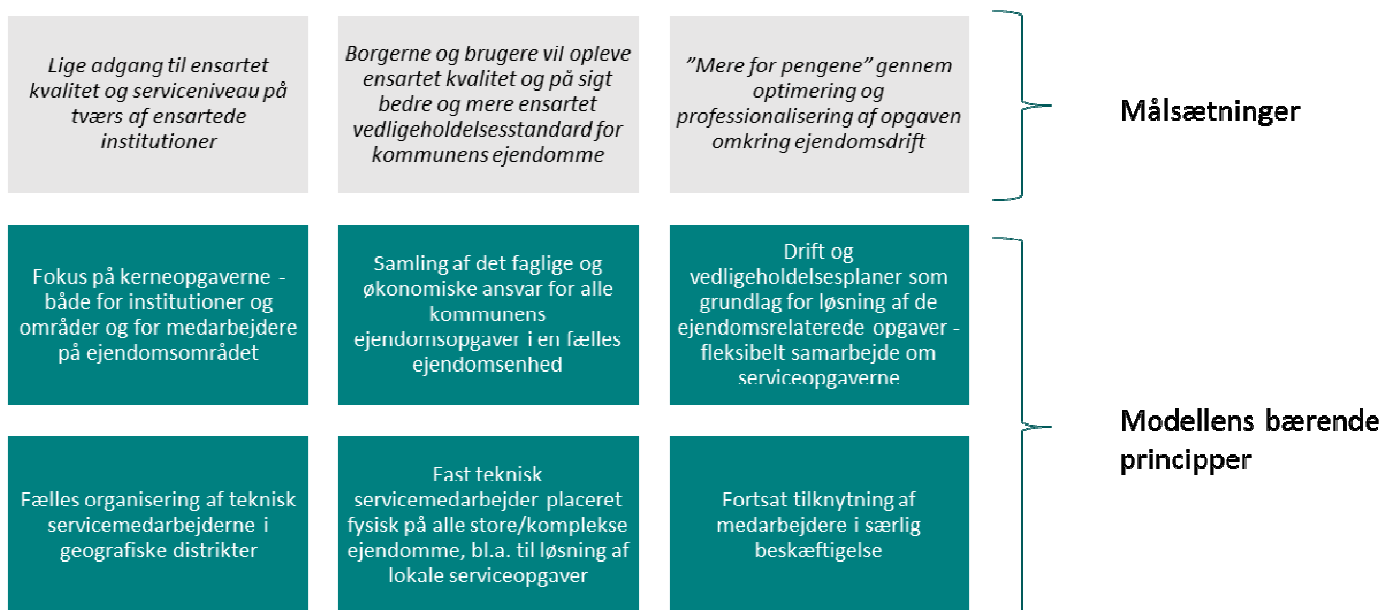 Lige adgang til ensartet
kvalitet og serviceniveau på
tværs af ensartede
institutioner
Borgerne og brugere vil opleve
ensartet kvalitet og på sigt
bedre og mere ensartet
vedligeholdelsesstandard for
kommunens ejendomme
”Mere for pengene” gennem
optimering og
professionalisering af opgaven
omkring ejendomsdrift
Målsætninger
Fokus på kerneopgaverne -
både for institutioner og
områder og for medarbejdere
på ejendomsområdet
Samling af det faglige og
økonomiske ansvar for alle
kommunens
ejendomsopgaver i en fælles
ejendomsenhed
Drift og
vedligeholdelsesplaner som
grundlag for løsning af de
ejendomsrelaterede opgaver -
fleksibelt samarbejde om
serviceopgaverne
Modellens bærende
principper
Fælles organisering af teknisk
servicemedarbejderne i
geografiske distrikter
Fast teknisk
servicemedarbejder placeret
fysisk på alle store/komplekse
ejendomme, bl.a. til løsning af
lokale serviceopgaver
Fortsat tilknytning af
medarbejdere i særlig
beskæftigelse